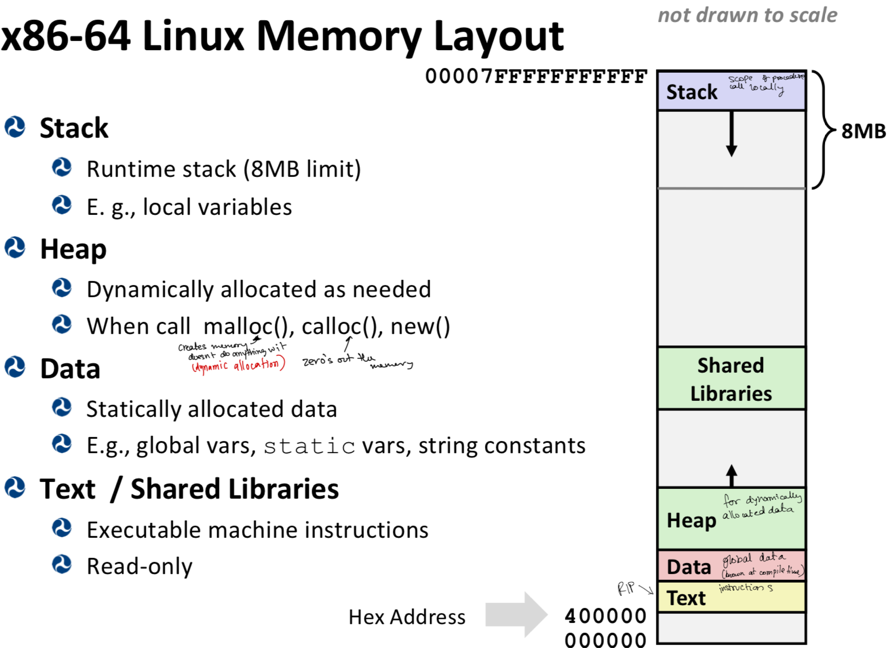 not drawn to scale
x86-64 Linux Memory Layout
00007FFFFFFFFFFF
Stack
scope & procedure
call locally
8MB
Stack
Runtime stack (8MB limit)
E. g., local variables
Heap
Dynamically allocated as needed
When call malloc(), calloc(), new()
creates memory
doesn't do anything wit
(dynamic allocation)
zero's out the
memory
Data
Statically allocated data
E.g., global vars, static vars, string constants
Text / Shared Libraries
Executable machine instructions
Read-only
Shared
Libraries
Heap
for dynamically
allocated data
Data
global data
(known at compile time)
RIP
Text
instructions
Hex Address
400000
000000